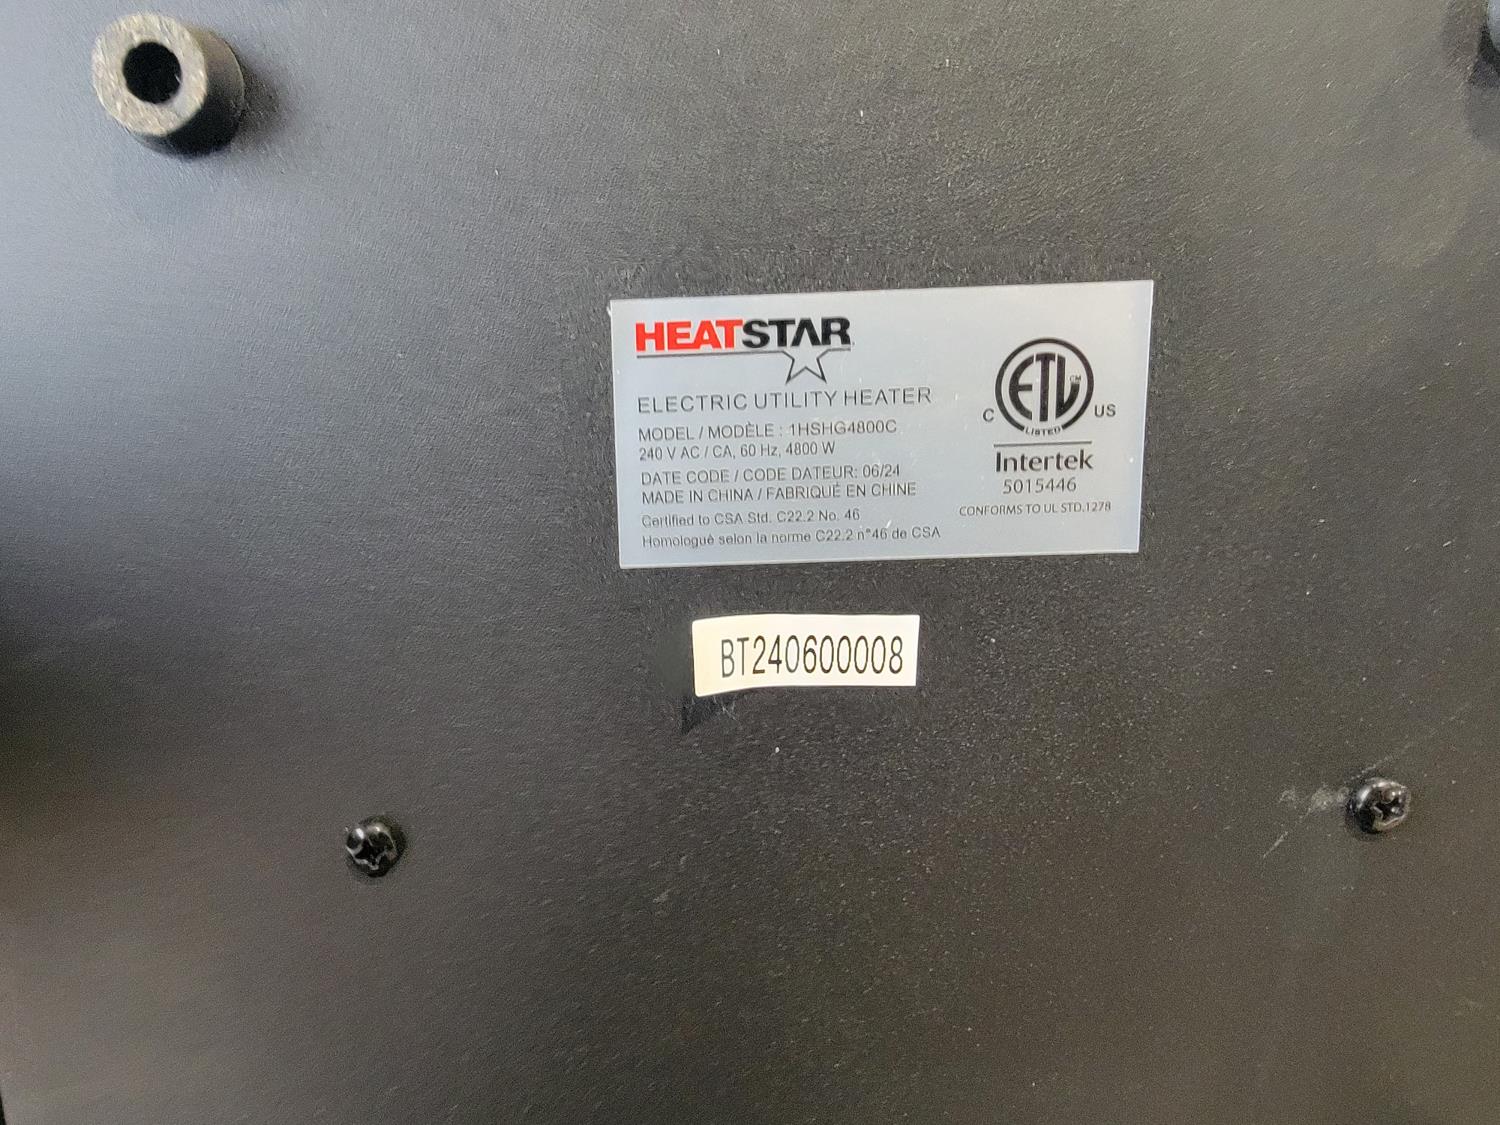 HEATSTAR
ELECTRIC UTILITY HEATER
MODEL / MODÈLE : 1HSHG4800C
240 V AC / CA, 60 Hz, 4800 W
DATE CODE / CODE DATEUR: 06/24
MADE IN CHINA / FABRIQUÉ EN CHINE
Certified to CSA Std. C22.2 No. 46
Homologué selon la norme C22.2 n°46 de CSA
ETL CM
C US
LISTED
Intertek
5015446
CONFORMS TO UL STD.1278
BT240600008